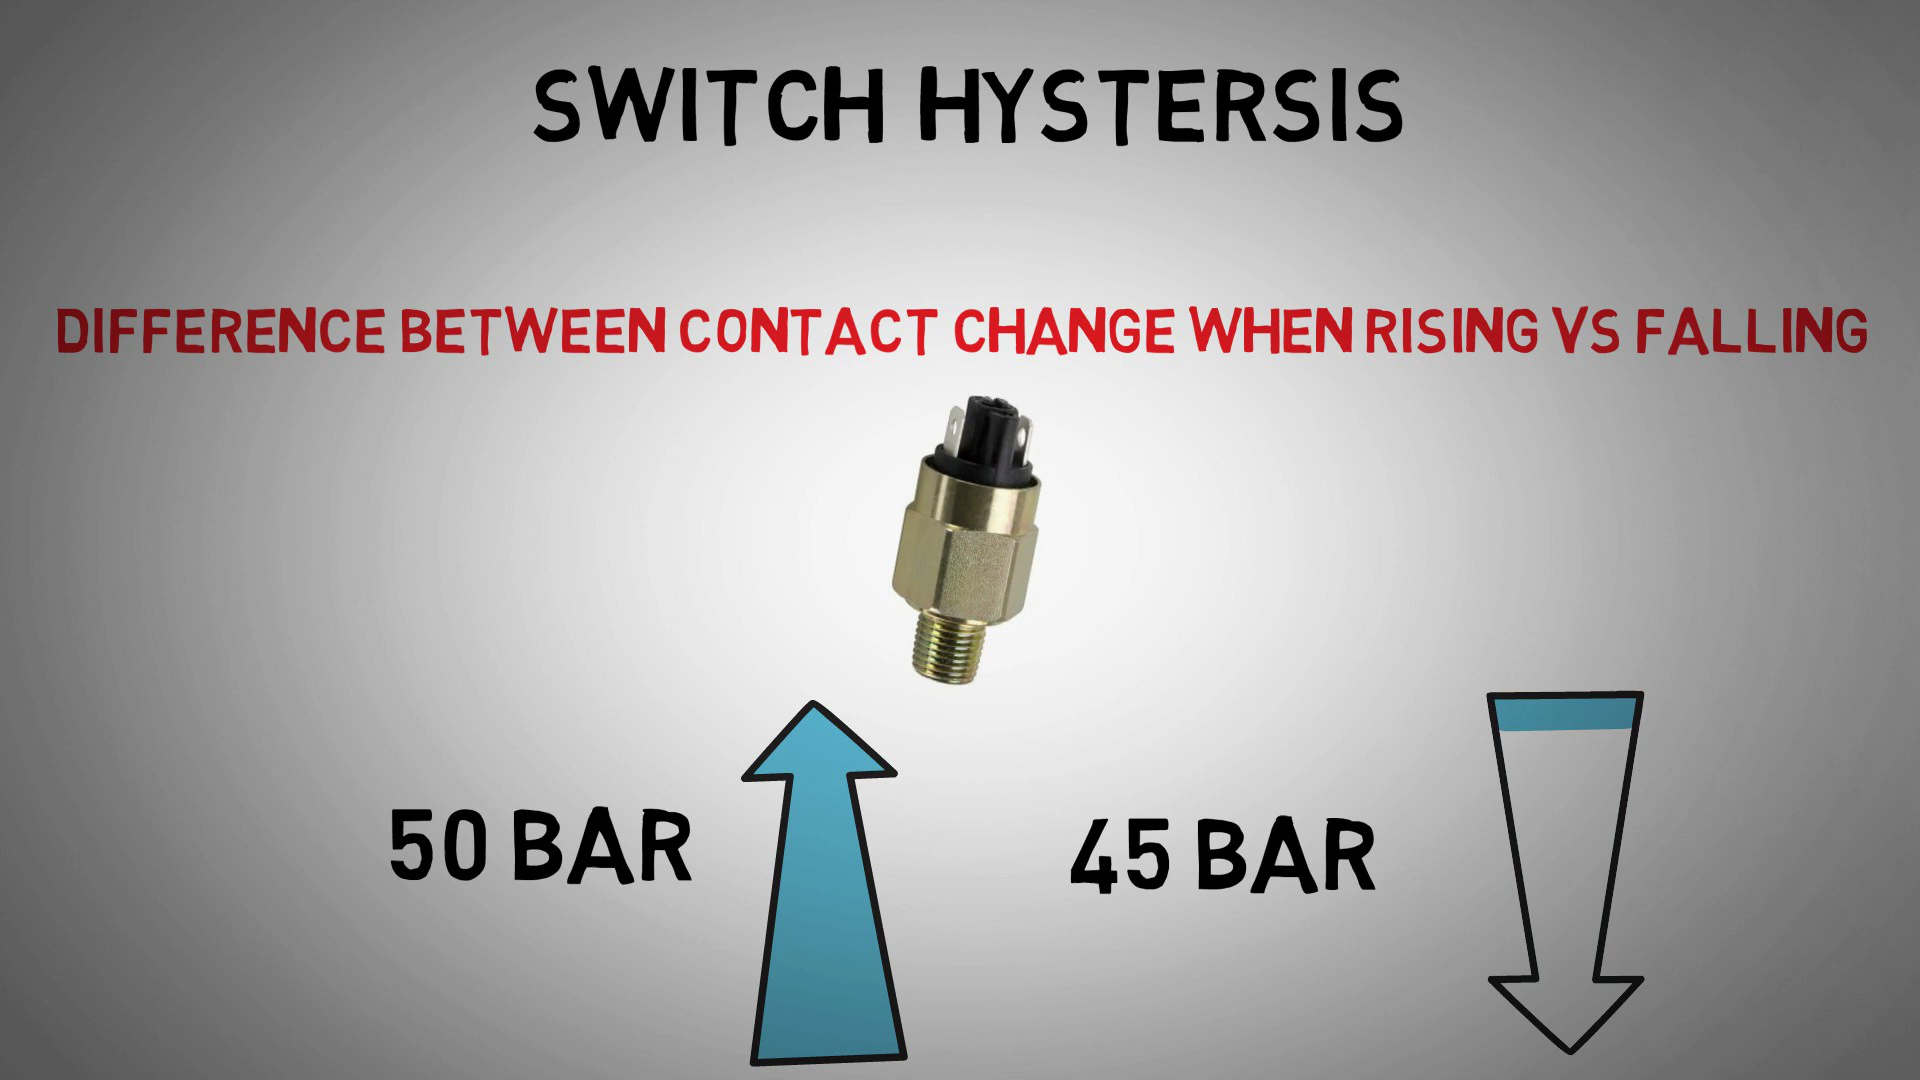 SWITCH HYSTERSIS
DIFFERENCE BETWEEN CONTACT CHANGE WHEN RISING VS FALLING
50 BAR
45 BAR